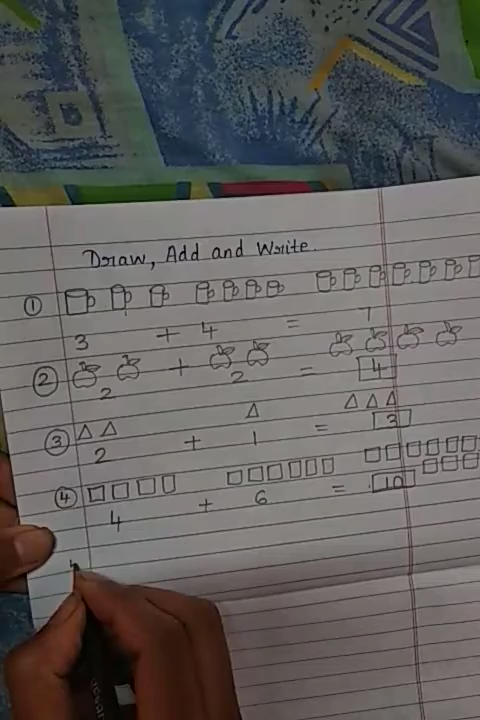 Draw, Add and Write.
①
3 + 4 = 7
②
2 + 2 = 4
③
2 + 1 = 3
④
4 + 6 = 10